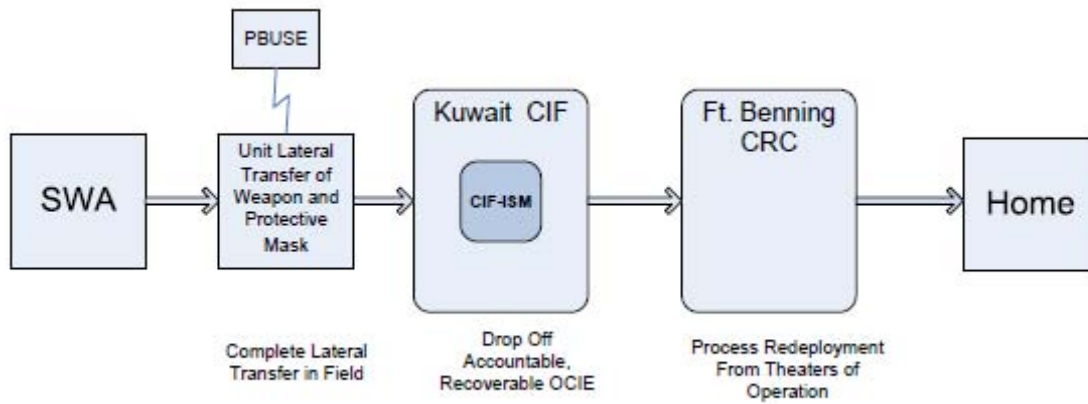 PBUSE
SWA
Unit Lateral
Transfer of
Weapon and
Protective
Mask
Kuwait CIF
CIF-ISM
Ft. Benning
CRC
Home
Complete Lateral
Transfer in Field
Drop Off
Accountable,
Recoverable OCIE
Process Redeployment
From Theaters of
Operation